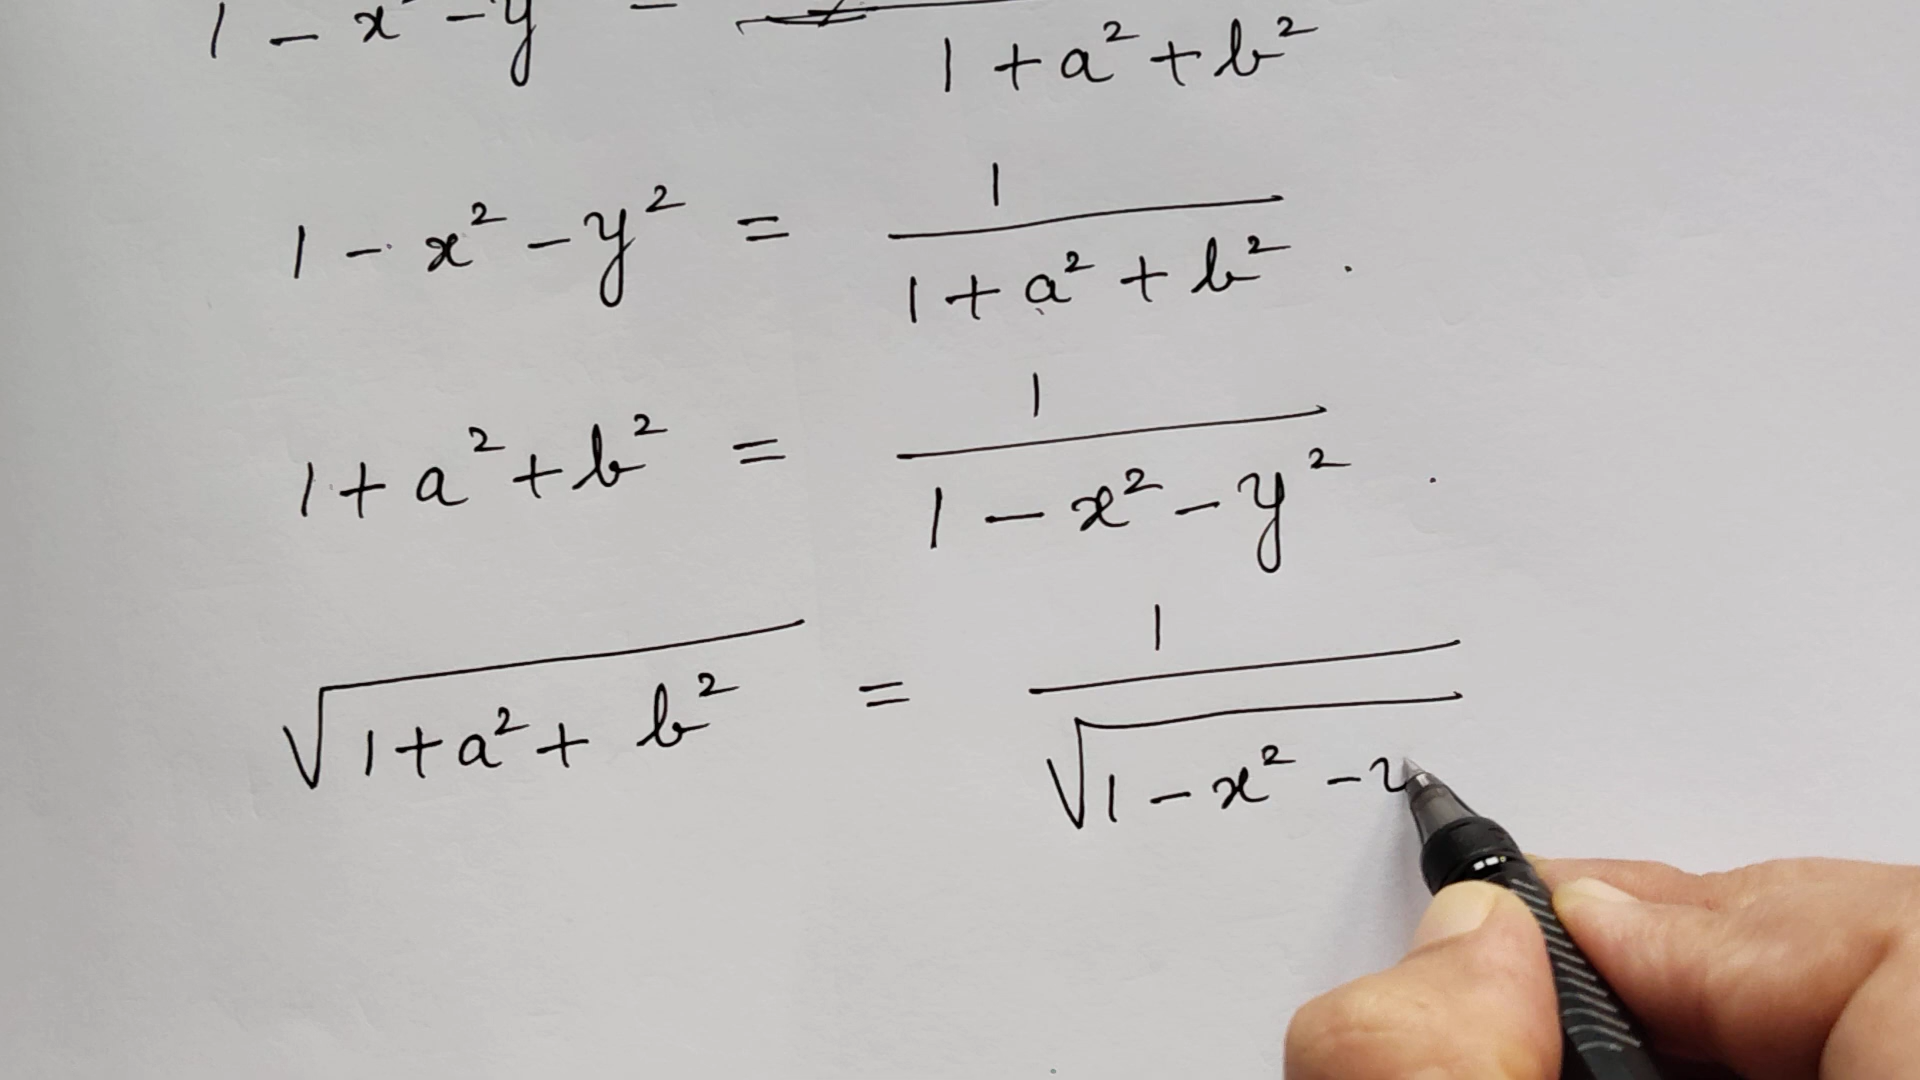 1 - x² - y = 1 + a² + b²
1 - x² - y² = 1 / (1 + a² + b²) .
1 + a² + b² = 1 / (1 - x² - y²) .
√(1 + a² + b²) = 1 / √(1 - x² - y)